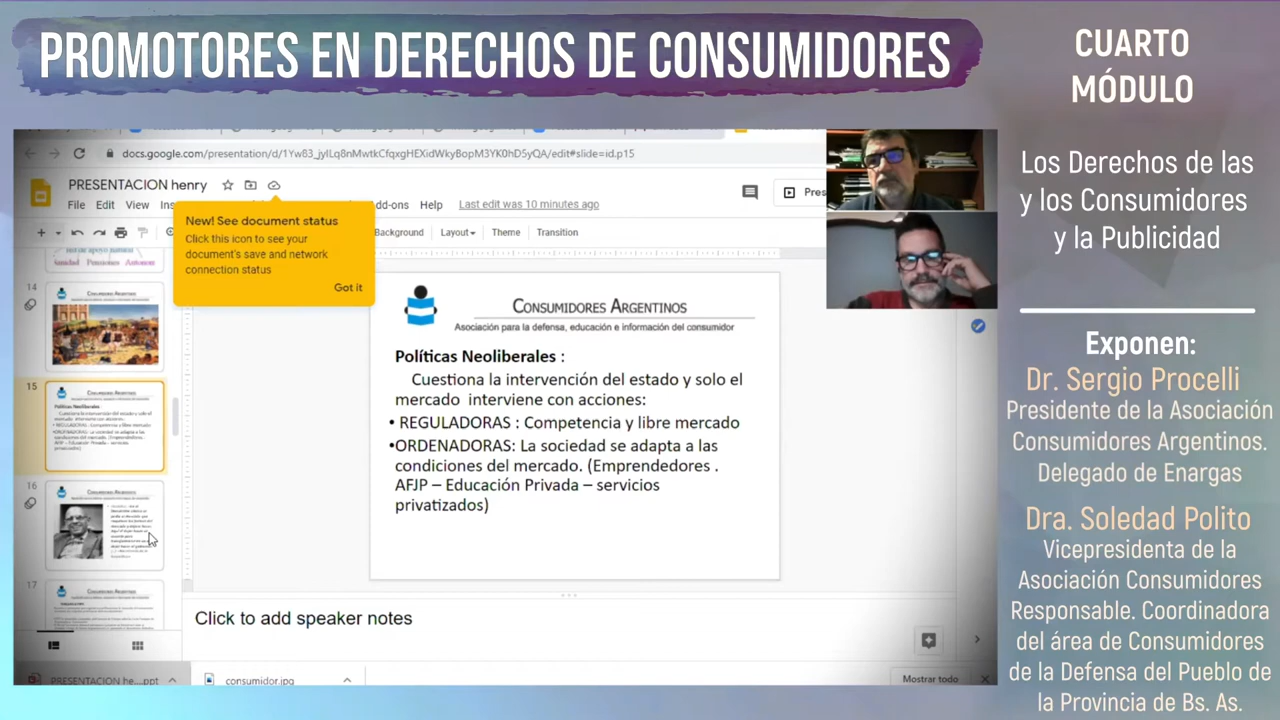 PROMOTORES EN DERECHOS DE CONSUMIDORES
CUARTO
MÓDULO
Los Derechos de las
y los Consumidores
y la Publicidad
Exponen:
Dr. Sergio Procelli
Presidente de la Asociación
Consumidores Argentinos.
Delegado de Enargas
Dra. Soledad Polito
Vicepresidenta de la
Asociación Consumidores
Responsable. Coordinadora
del área de Consumidores
de la Defensa del Pueblo de
la Provincia de Bs. As.
docs.google.com/presentation/d/1Yw83_jyILq8nMwtkCfqxgHEXidWkyBopM3YK0hD5yQA/edit#slide=id.p15
PRESENTACION henry
File Edit View Ins
dd-ons Help Last edit was 10 minutes ago
Pres
New! See document status
Click this icon to see your
document's save and network
connection status
Got it
Background Layout Theme Transition
14
15
16
17
CONSUMIDORES ARGENTINOS
Asociación para la defensa, educación e información del consumidor
Políticas Neoliberales :
Cuestiona la intervención del estado y solo el
mercado interviene con acciones:
• REGULADORAS : Competencia y libre mercado
•ORDENADORAS: La sociedad se adapta a las
condiciones del mercado. (Emprendedores .
AFJP – Educación Privada – servicios
privatizados)
Click to add speaker notes
PRESENTACION he....ppt
consumidor.jpg
Mostrar todo